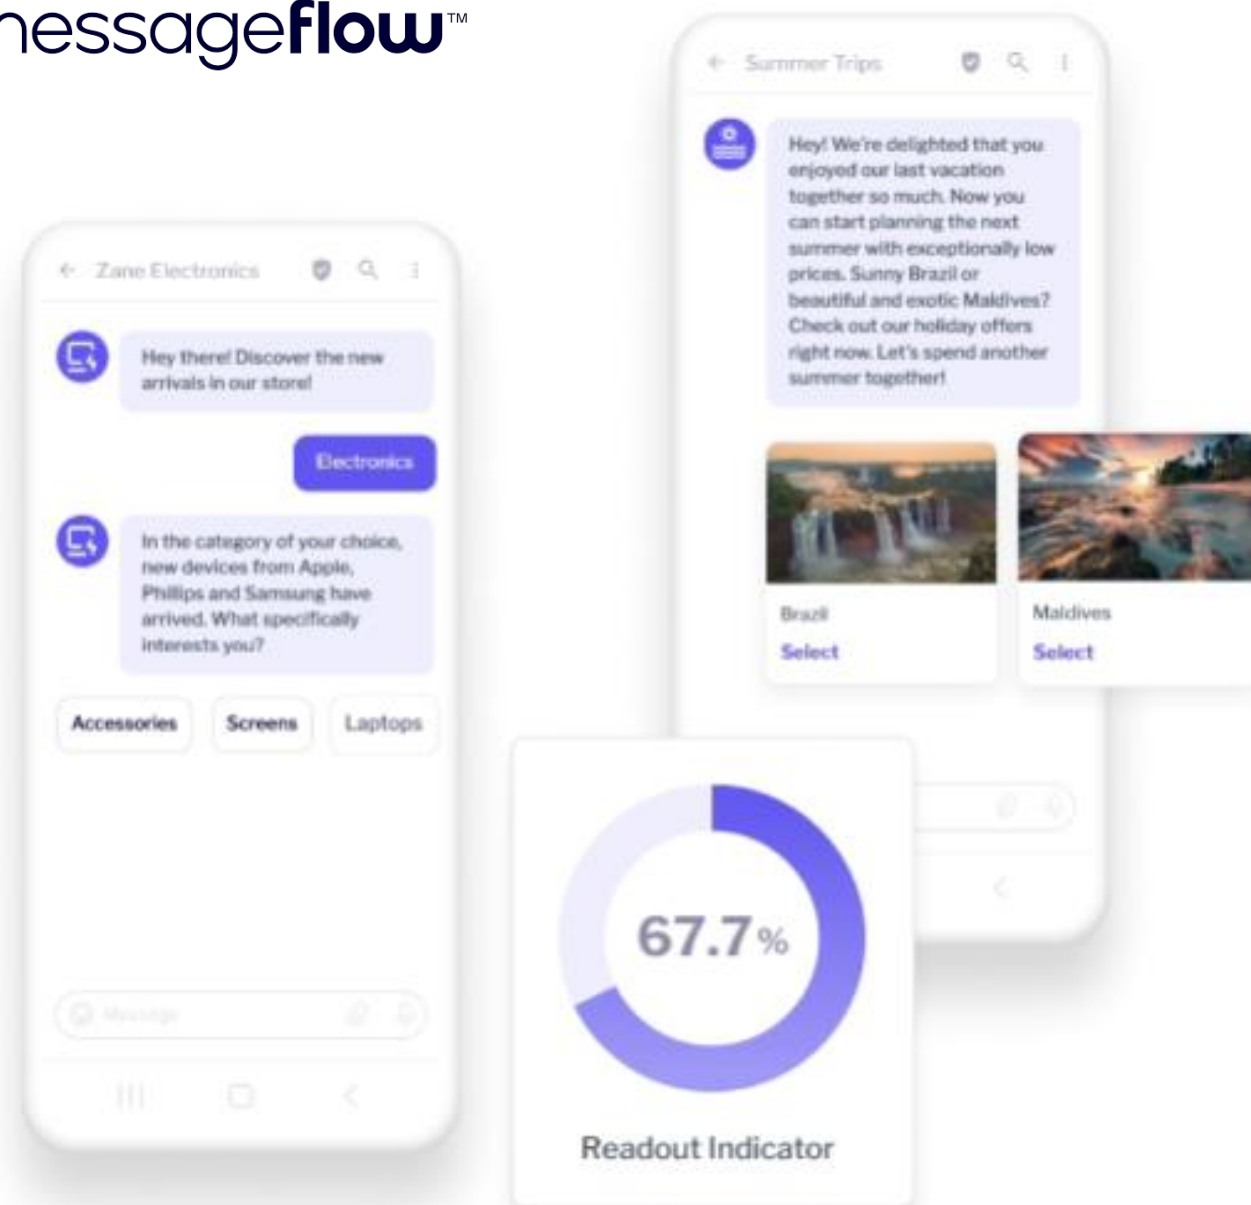 nessageflow™
Summer Trips
Hey! We're delighted that you
enjoyed our last vacation
together so much. Now you
can start planning the next
summer with exceptionally low
prices. Sunny Brazil or
beautiful and exotic Maldives?
Check out our holiday offers
right now. Let's spend another
summer together!
Brazil
Select
Maldives
Select
Zane Electronics
Hey there! Discover the new
arrivals in our store!
Electronics
In the category of your choice,
new devices from Apple,
Phillips and Samsung have
arrived. What specifically
interests you?
Accessories
Screens
Laptops
Message
67.7%
Readout Indicator